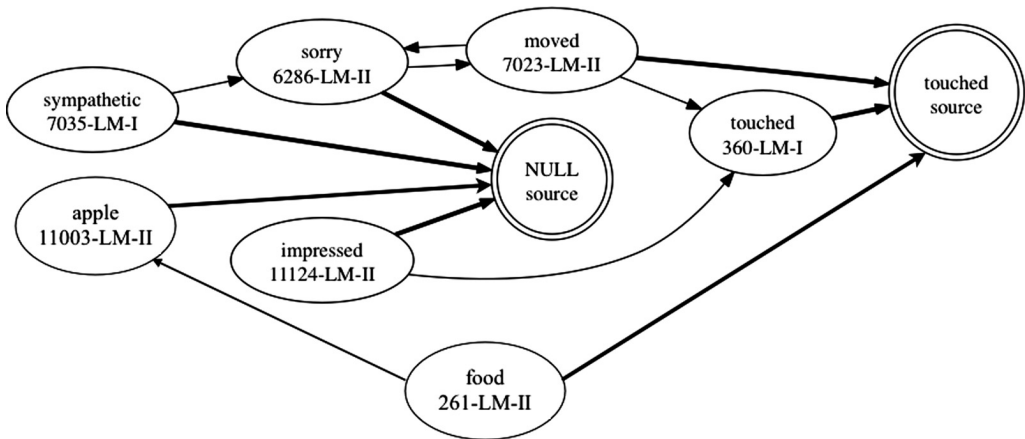 sorry
6286-LM-II
moved
7023-LM-II
touched
source
sympathetic
7035-LM-I
touched
360-LM-I
NULL
source
apple
11003-LM-II
impressed
11124-LM-II
food
261-LM-II